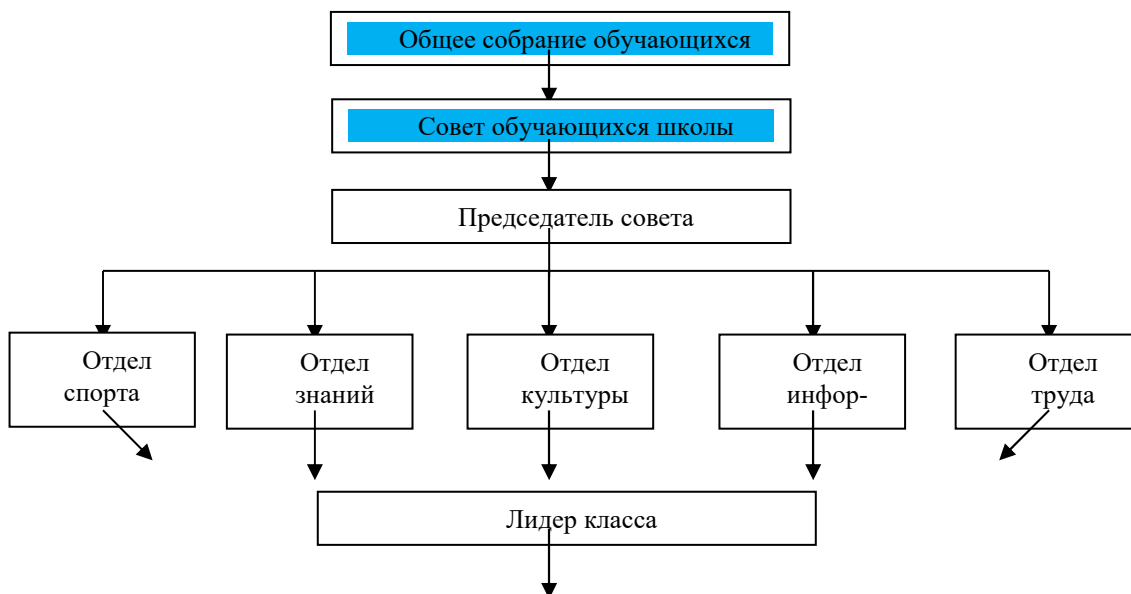 Общее собрание обучающихся
Совет обучающихся школы
Председатель совета
Отдел
спорта
Отдел
знаний
Отдел
культуры
Отдел
инфор-
Отдел
труда
Лидер класса